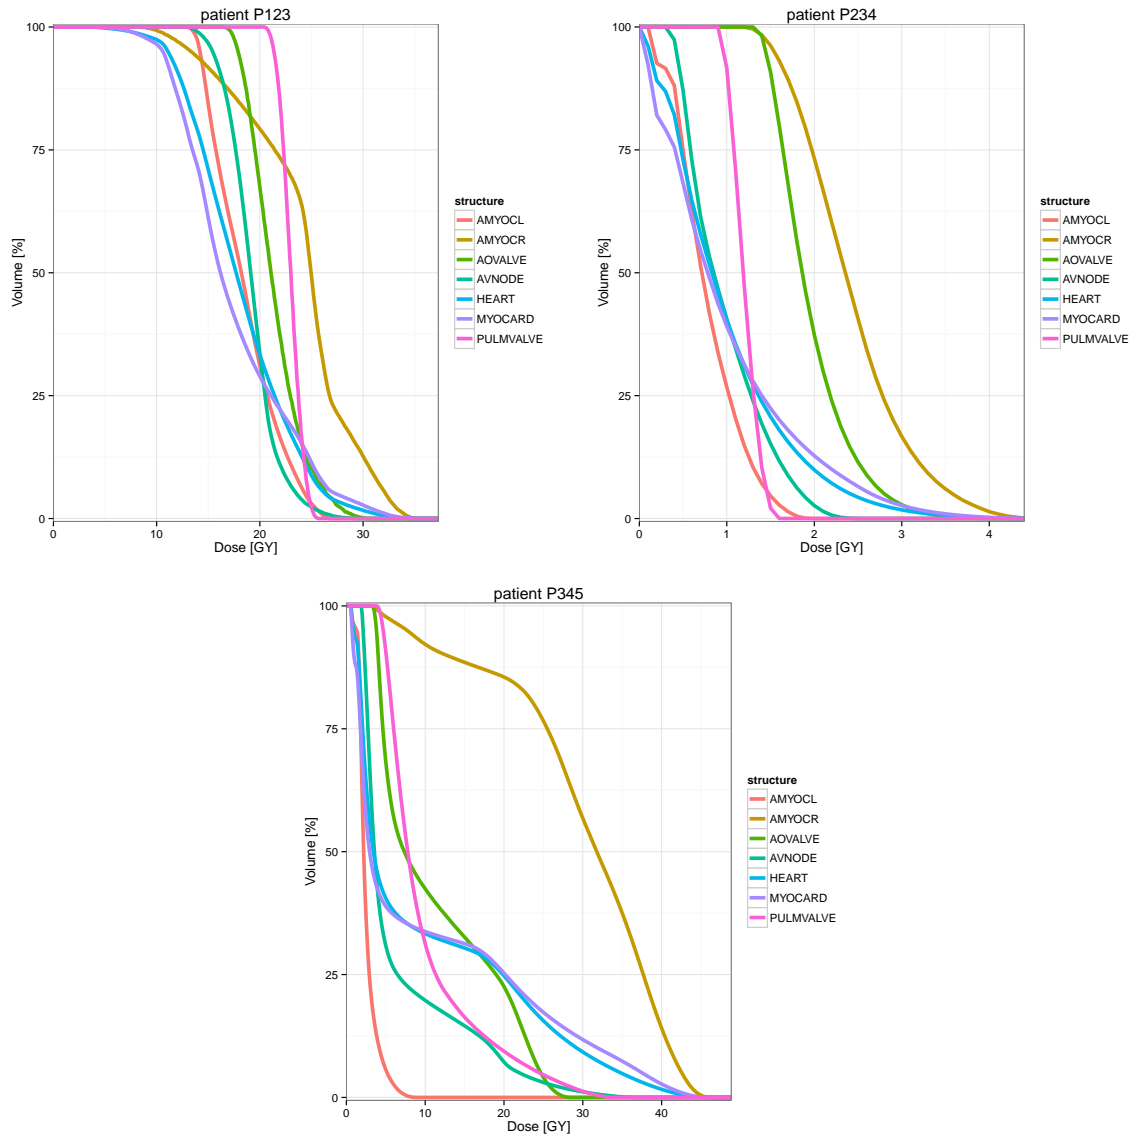 patient P123
Volume [%]
100
75
50
25
0
0 10 20 30
Dose [GY]
structure
AMYOCL
AMYOCR
AOVALVE
AVNODE
HEART
MYOCARD
PULMVALVE
patient P234
Volume [%]
100
75
50
25
0
0 1 2 3 4
Dose [GY]
structure
AMYOCL
AMYOCR
AOVALVE
AVNODE
HEART
MYOCARD
PULMVALVE
patient P345
Volume [%]
100
75
50
25
0
0 10 20 30 40
Dose [GY]
structure
AMYOCL
AMYOCR
AOVALVE
AVNODE
HEART
MYOCARD
PULMVALVE